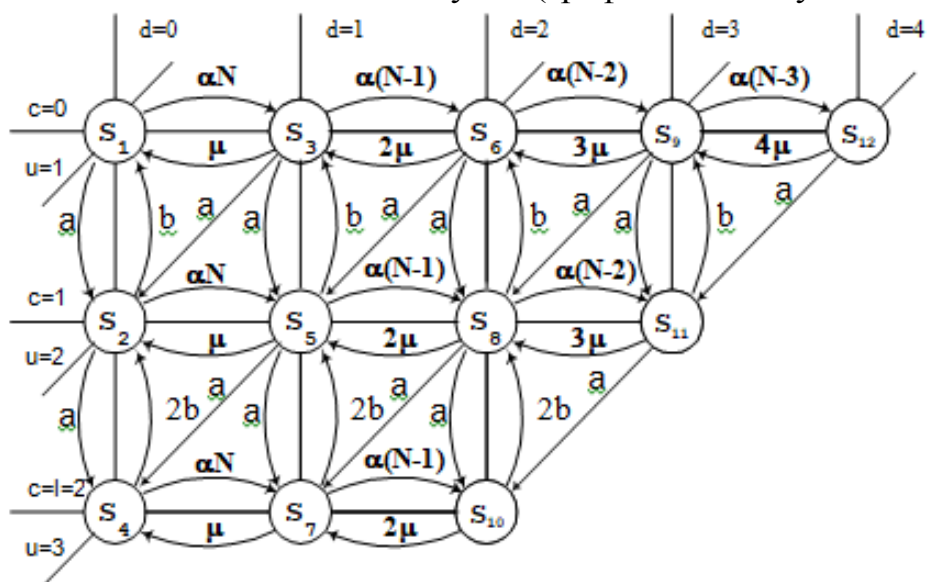 d=0 d=1 d=2 d=3 d=4
αN α(N-1) α(N-2) α(N-3)
c=0
S₁ S₃ S₆ S₉ S₁₂
μ 2μ 3μ 4μ
u=1
a b a a b a a b a a b a
αN α(N-1) α(N-2)
c=1
S₂ S₅ S₈ S₁₁
μ 2μ 3μ
u=2
a 2b a a 2b a a 2b a
αN α(N-1)
c=l=2
S₄ S₇ S₁₀
μ 2μ
u=3